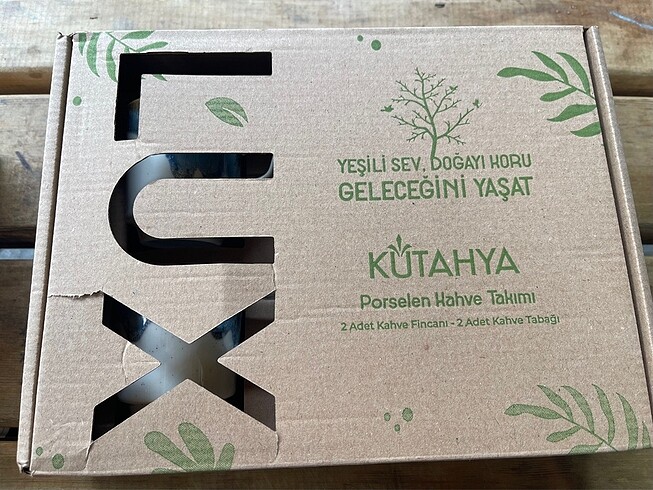 LUX
YEŞİLİ SEV, DOĞAYI KORU
GELECEĞİNİ YAŞAT
KÜTAHYA
Porselen Kahve Takımı
2 Adet Kahve Fincanı - 2 Adet Kahve Tabağı